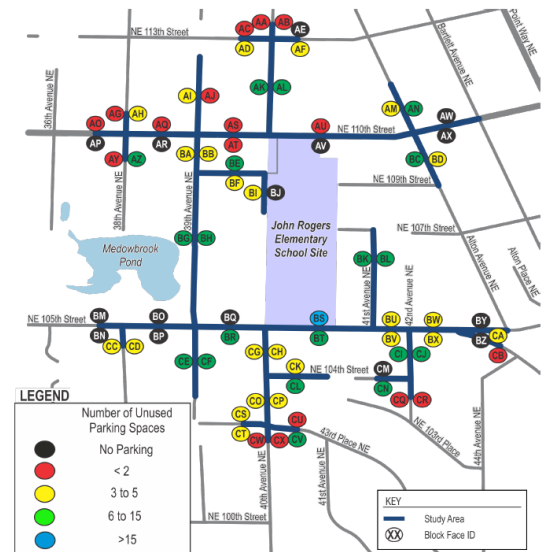 Point Way NE
Bartlett Avenue NE
NE 113th Street
AC
AA
AB
AE
AD
AF
36th Avenue NE
AK
AL
AI
AJ
AM
AN
AG
AH
AO
AQ
AS
AU
AW
NE 110th Street
AP
AR
AT
AV
AX
AY
AZ
BA
BB
BE
BC
BD
38th Avenue NE
39th Avenue NE
BF
BI
BJ
NE 109th Street
John Rogers
Elementary
School Site
NE 107th Street
Medowbrook
Pond
BG
BH
BK
BL
41st Avenue NE
42nd Avenue NE
Alton Avenue NE
Alton Place NE
NE 105th Street
BM
BO
BQ
BS
BU
BW
BY
BN
BP
BR
BT
BV
BX
BZ
CA
CC
CD
CB
CG
CH
CI
CJ
CE
CF
CK
NE 104th Street
CM
CL
CN
CO
CP
CQ
CR
CS
CU
CT
CW
CX
CV
43rd Place NE
NE 103rd Place
44th Avenue NE
40th Avenue NE
41st Avenue NE
NE 100th Street
LEGEND
Number of Unused
Parking Spaces
No Parking
< 2
3 to 5
6 to 15
>15
KEY
Study Area
XX
Block Face ID